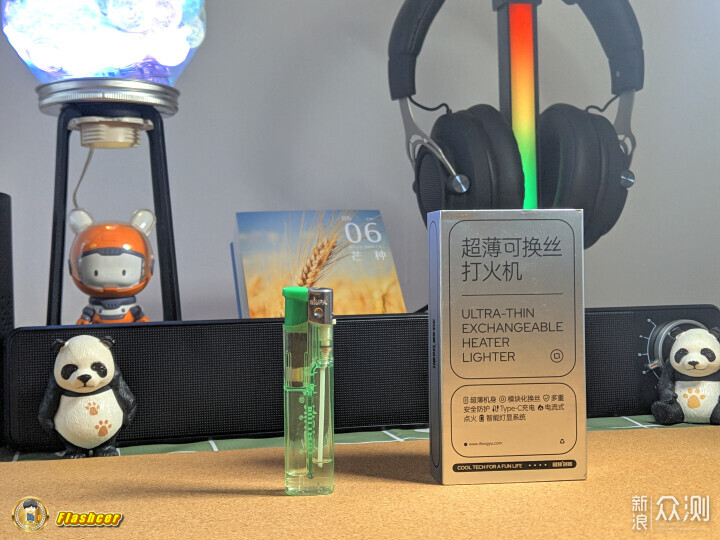 06
芒种
超薄可换丝
打火机
ULTRA-THIN
EXCHANGEABLE
HEATER
LIGHTER
超薄机身 模块化换丝 多重
安全防护 Type-C充电 电流式
点火 智能灯显系统
COOL TECH FOR A FUN LIFE
Flashcer
新浪 众测